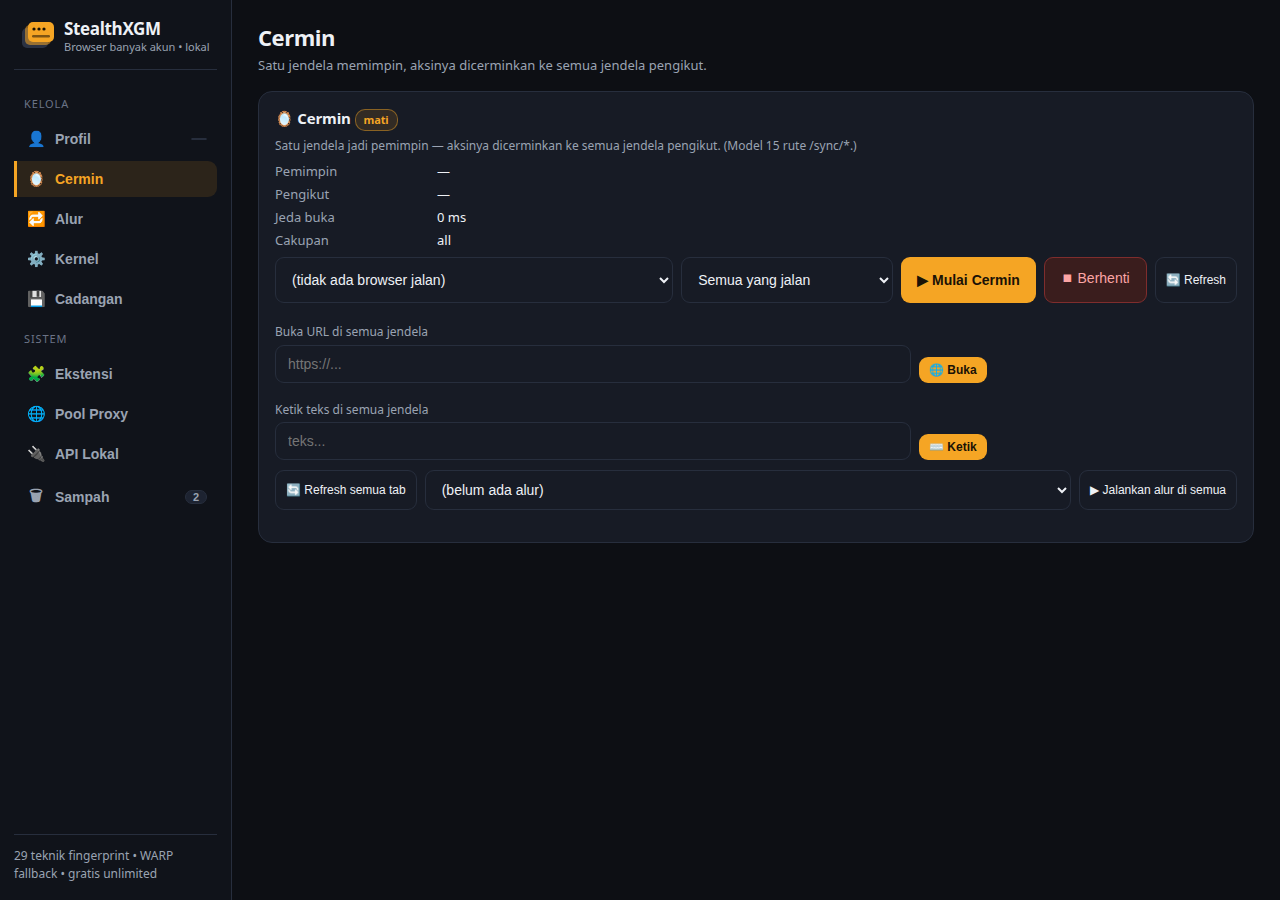 StealthXGM
Browser banyak akun • lokal
KELOLA
Profil —
Cermin
Alur
Kernel
Cadangan
SISTEM
Ekstensi
Pool Proxy
API Lokal
Sampah 2
29 teknik fingerprint • WARP
fallback • gratis unlimited
Cermin
Satu jendela memimpin, aksinya dicerminkan ke semua jendela pengikut.
Cermin mati
Satu jendela jadi pemimpin — aksinya dicerminkan ke semua jendela pengikut. (Model 15 rute /sync/*.)
Pemimpin —
Pengikut —
Jeda buka 0 ms
Cakupan all
(tidak ada browser jalan) Semua yang jalan ▶ Mulai Cermin ⏹ Berhenti Refresh
Buka URL di semua jendela
https://... Buka
Ketik teks di semua jendela
teks... Ketik
Refresh semua tab (belum ada alur) ▶ Jalankan alur di semua